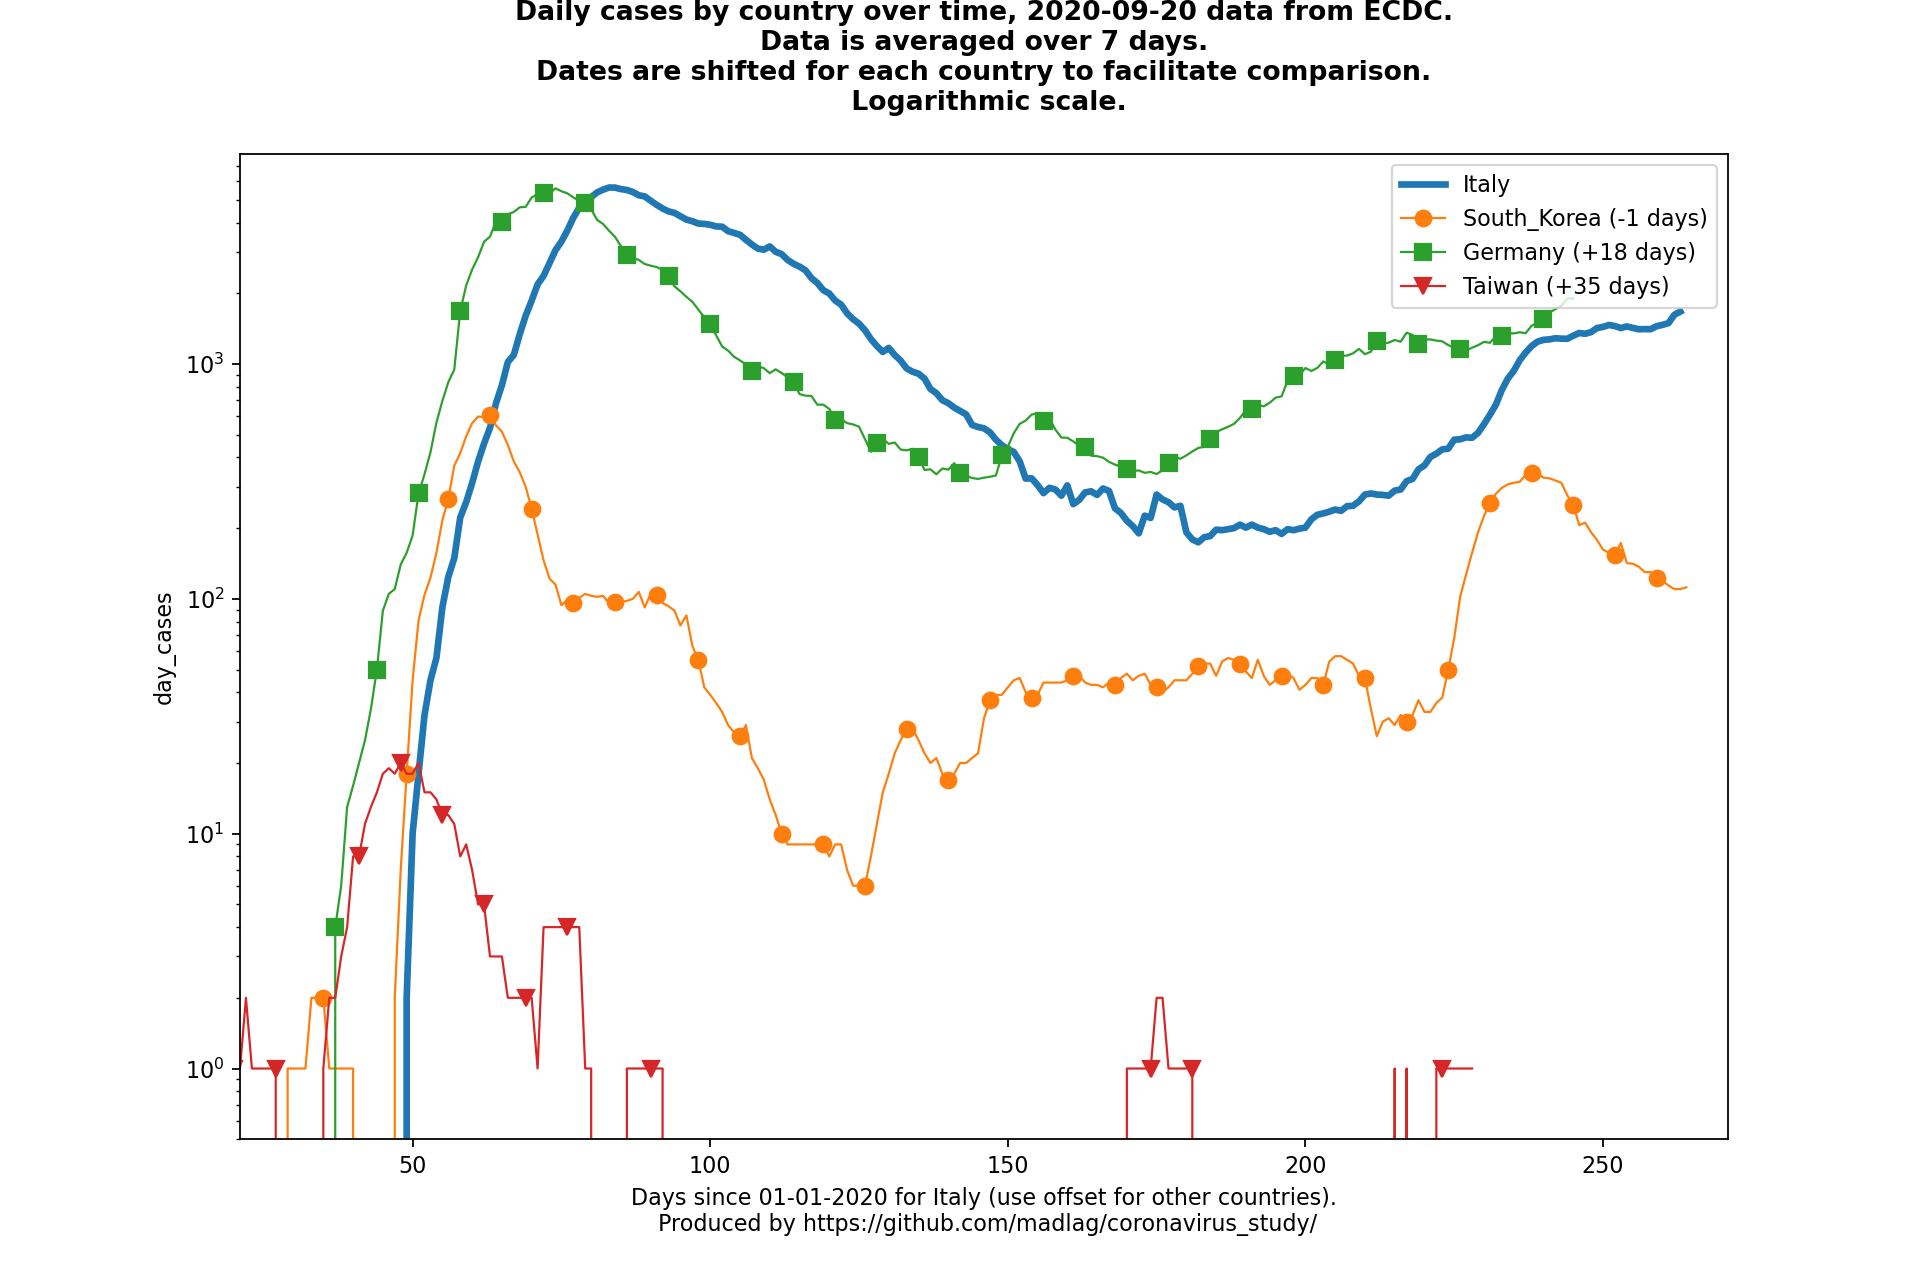 Daily cases by country over time, 2020-09-20 data from ECDC.
Data is averaged over 7 days.
Dates are shifted for each country to facilitate comparison.
Logarithmic scale.
Italy
South_Korea (-1 days)
Germany (+18 days)
Taiwan (+35 days)
day_cases
10³
10²
10¹
10⁰
50
100
150
200
250
Days since 01-01-2020 for Italy (use offset for other countries).
Produced by https://github.com/madlag/coronavirus_study/